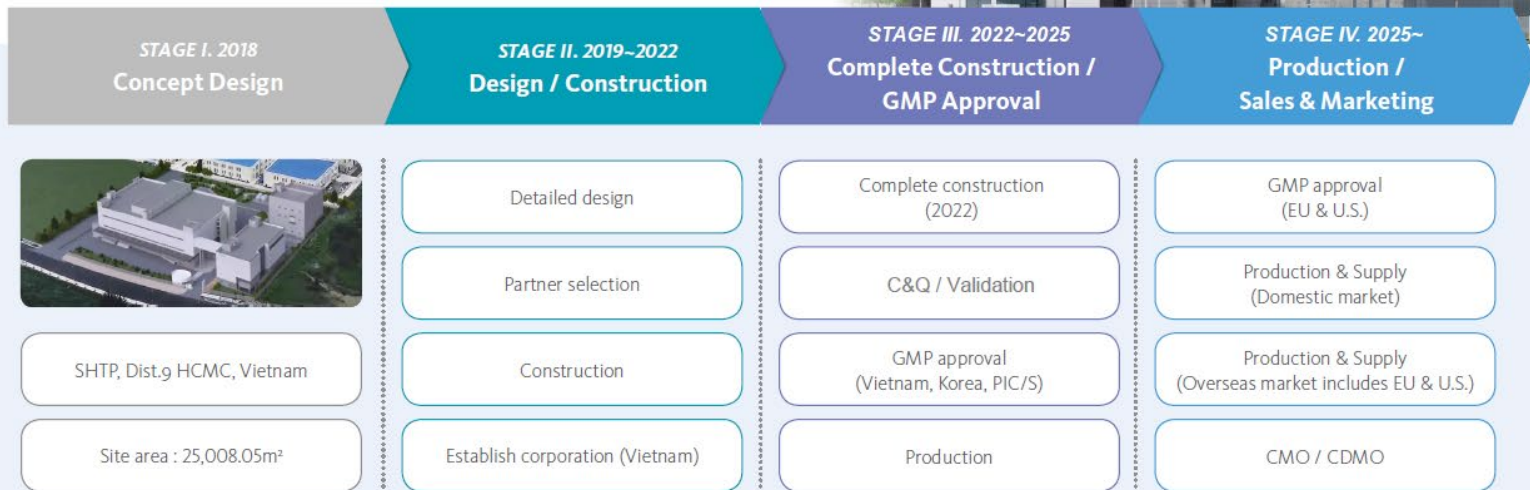 STAGE I. 2018
Concept Design
STAGE II. 2019~2022
Design / Construction
STAGE III. 2022~2025
Complete Construction /
GMP Approval
STAGE IV. 2025~
Production /
Sales & Marketing
SHTP, Dist.9 HCMC, Vietnam
Site area : 25,008.05m²
Detailed design
Partner selection
Construction
Establish corporation (Vietnam)
Complete construction
(2022)
C&Q / Validation
GMP approval
(Vietnam, Korea, PIC/S)
Production
GMP approval
(EU & U.S.)
Production & Supply
(Domestic market)
Production & Supply
(Overseas market includes EU & U.S.)
CMO / CDMO